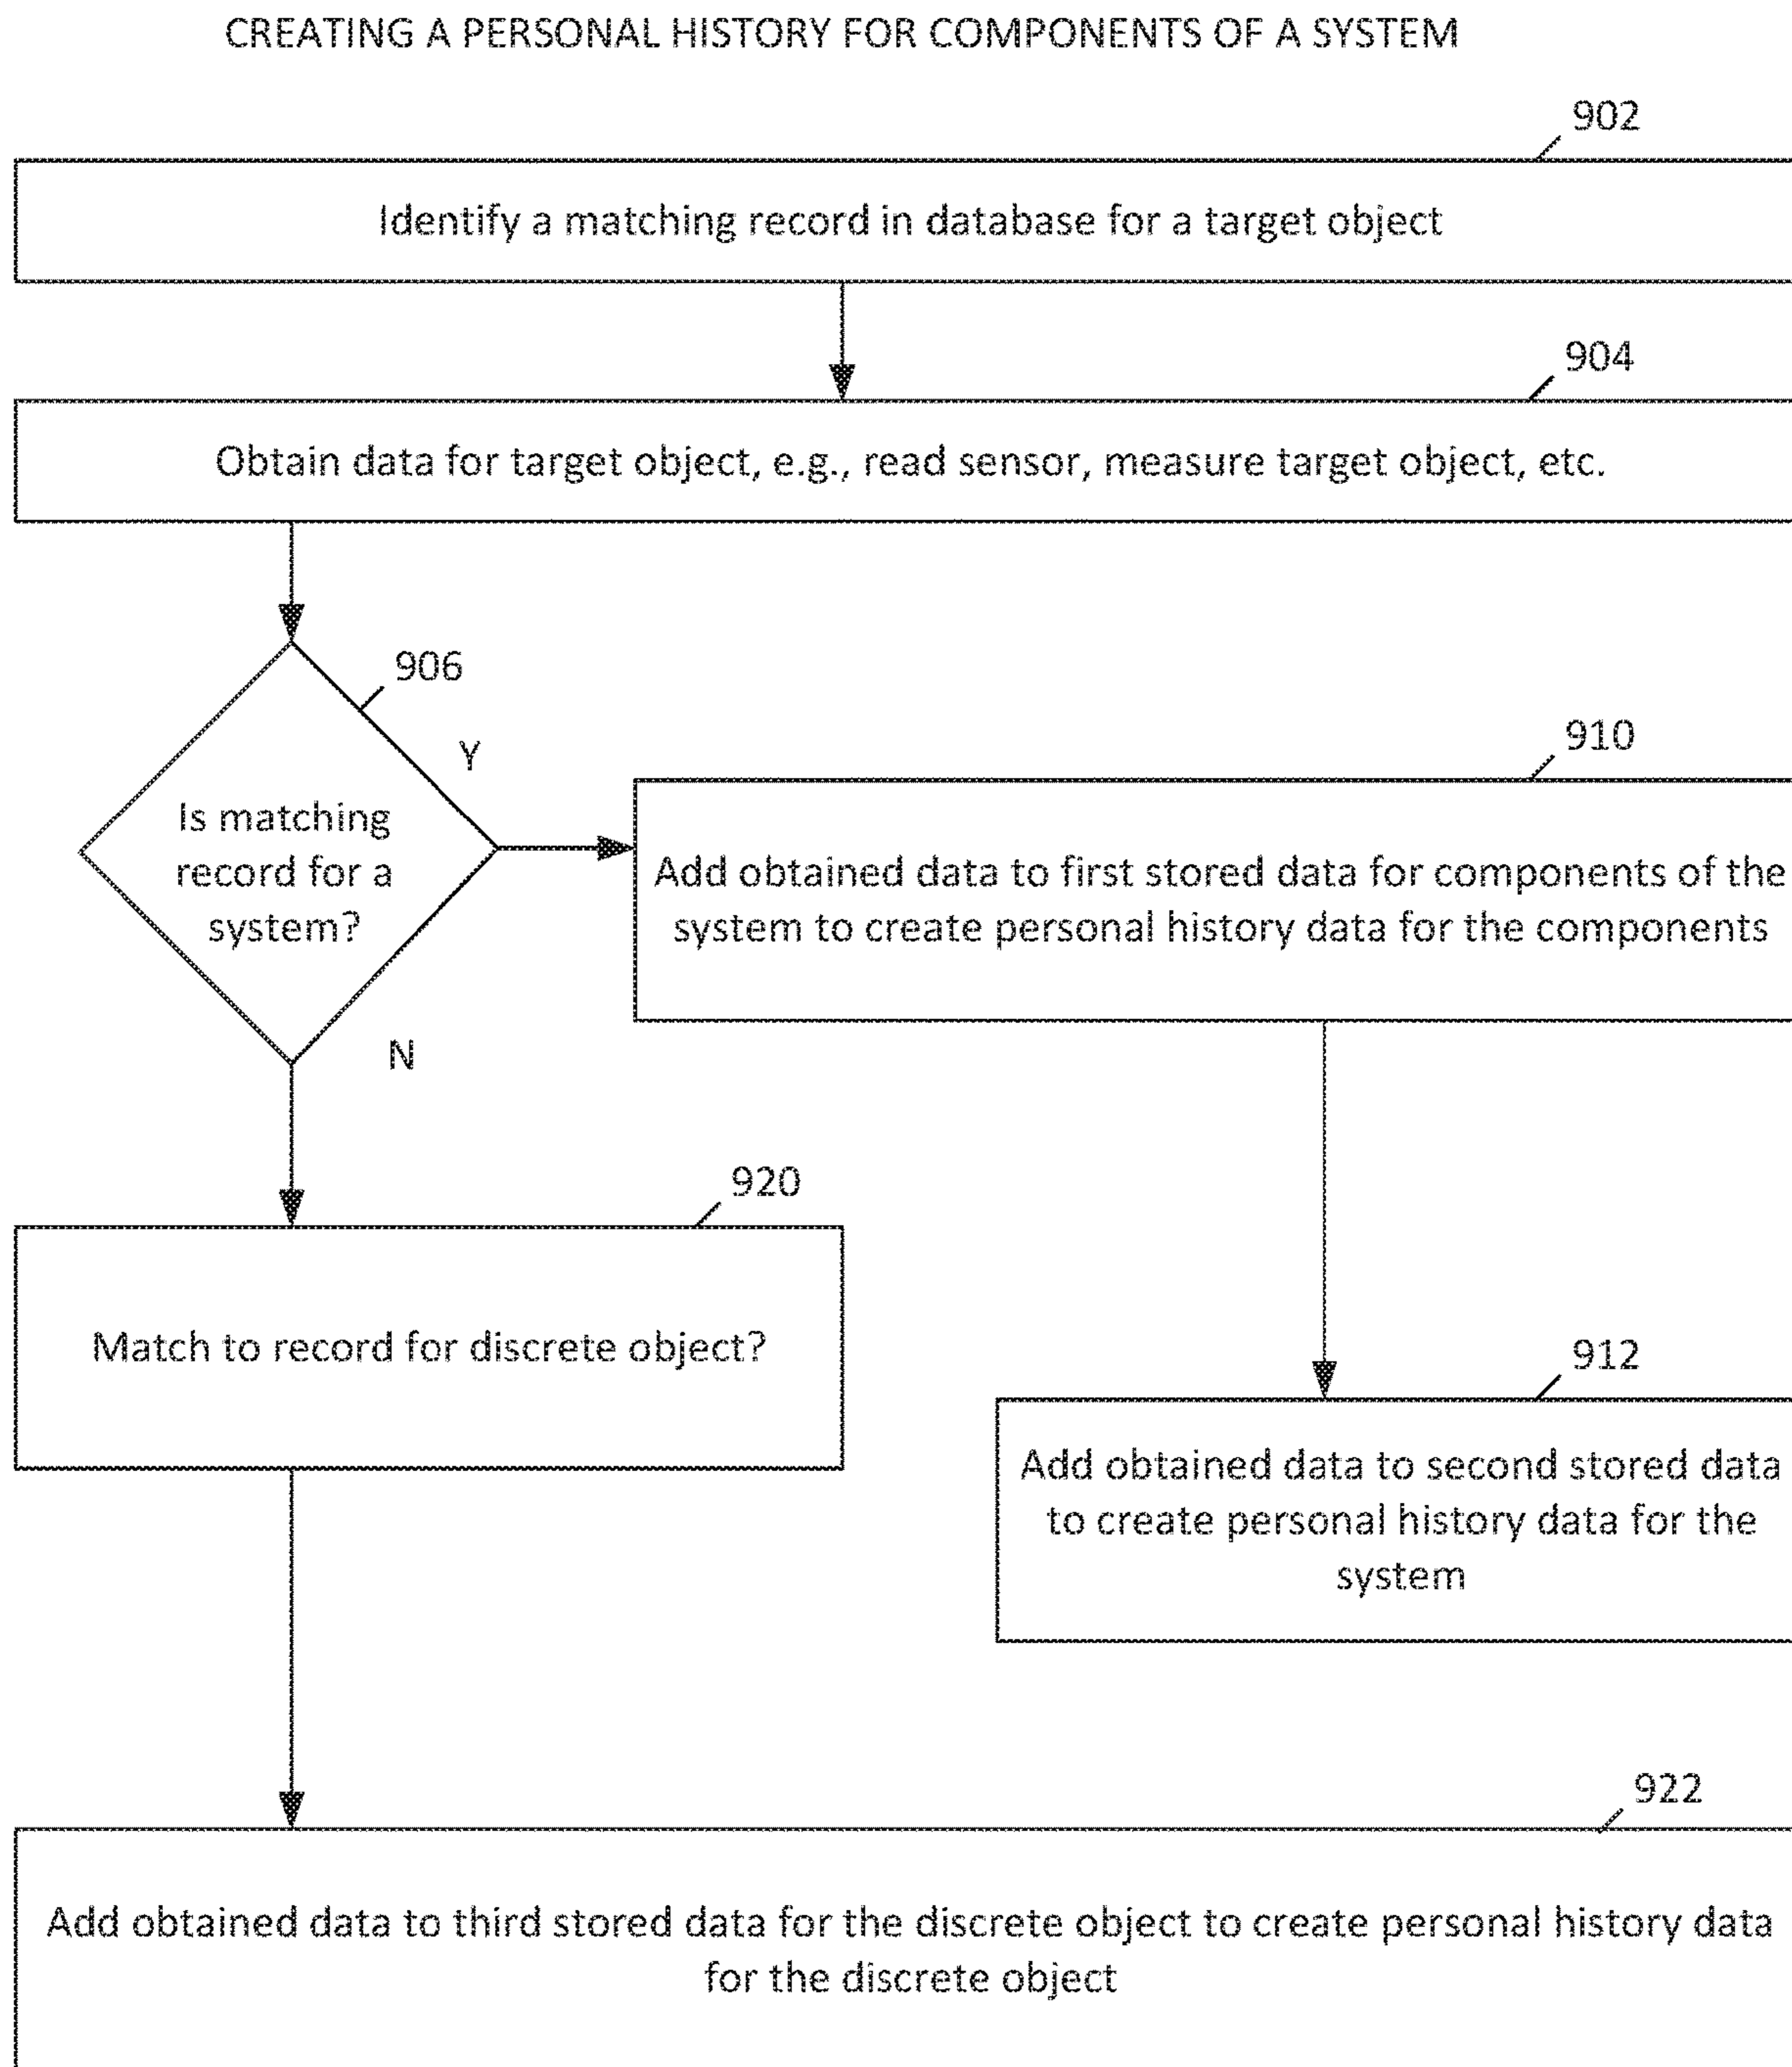 CREATING A PERSONAL HISTORY FOR COMPONENTS OF A SYSTEM
902
Identify a matching record in database for a target object
904
Obtain data for target object, e.g., read sensor, measure target object, etc.
906
Y
Is matching
record for a
system?
N
910
Add obtained data to first stored data for components of the
system to create personal history data for the components
920
Match to record for discrete object?
912
Add obtained data to second stored data
to create personal history data for the
system
922
Add obtained data to third stored data for the discrete object to create personal history data
for the discrete object